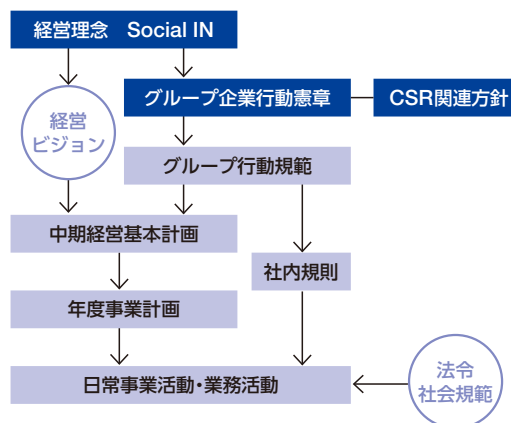 経営理念　Social IN
グループ企業行動憲章
CSR関連方針
経営
ビジョン
グループ行動規範
中期経営基本計画
社内規則
年度事業計画
日常事業活動・業務活動
法令
社会規範